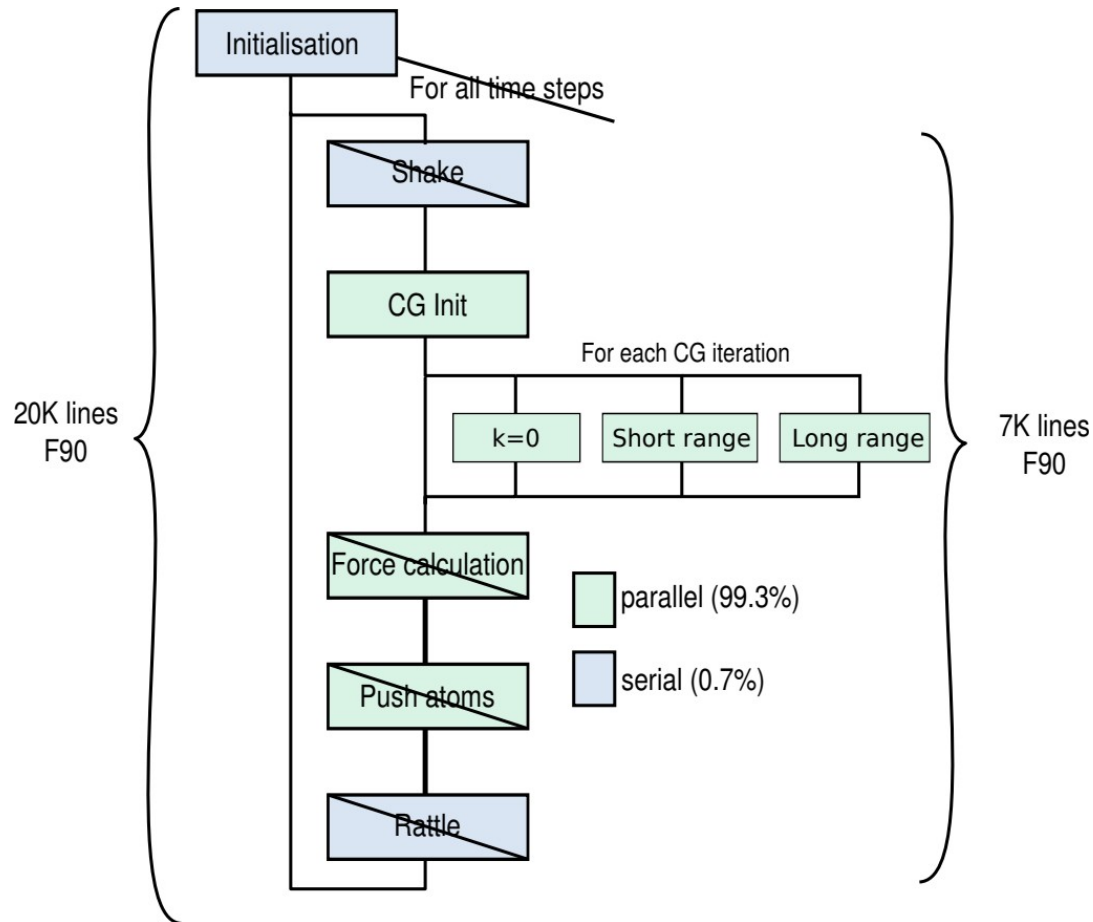 Initialisation
For all time steps
Shake
CG Init
For each CG iteration
k=0
Short range
Long range
20K lines
F90
7K lines
F90
Force calculation
parallel (99.3%)
Push atoms
serial (0.7%)
Rattle